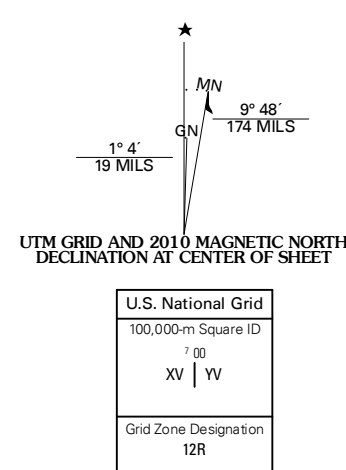 ★
MN
GN
9° 48´
174 MILS
1° 4´
19 MILS
UTM GRID AND 2010 MAGNETIC NORTH
DECLINATION AT CENTER OF SHEET
U.S. National Grid
100,000-m Square ID
7 00
XV | YV
Grid Zone Designation
12R